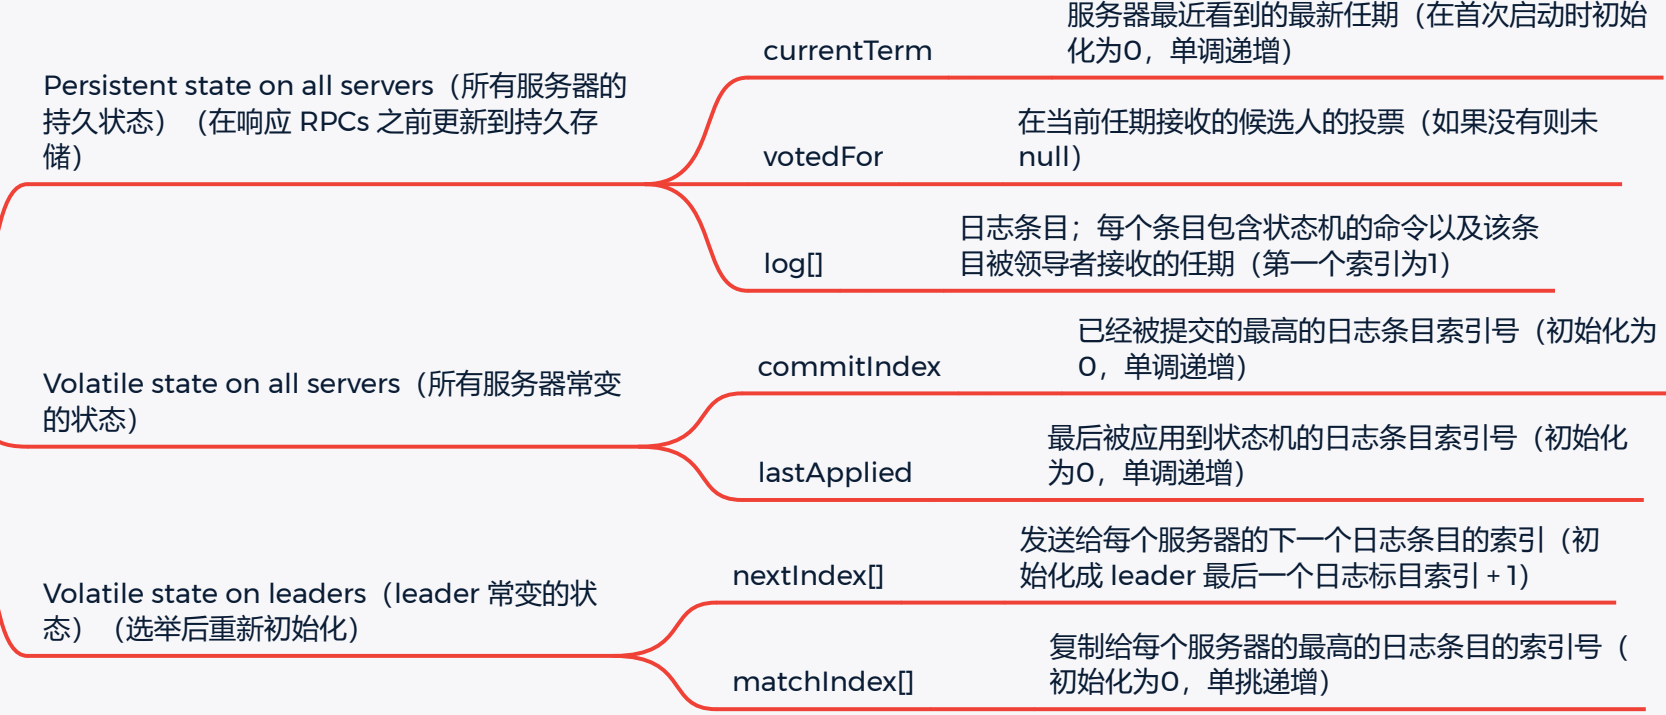 Persistent state on all servers（所有服务器的
持久状态）（在响应 RPCs 之前更新到持久存
储）
currentTerm
服务器最近看到的最新任期（在首次启动时初始
化为0，单调递增）
votedFor
在当前任期接收的候选人的投票（如果没有则未
null）
log[]
日志条目；每个条目包含状态机的命令以及该条
目被领导者接收的任期（第一个索引为1）
Volatile state on all servers（所有服务器常变
的状态）
commitIndex
已经被提交的最高的日志条目索引号（初始化为
0，单调递增）
lastApplied
最后被应用到状态机的日志条目索引号（初始化
为0，单调递增）
Volatile state on leaders（leader 常变的状
态）（选举后重新初始化）
nextIndex[]
发送给每个服务器的下一个日志条目的索引（初
始化成 leader 最后一个日志标目索引 + 1）
matchIndex[]
复制给每个服务器的最高的日志条目的索引号（
初始化为0，单挑递增）